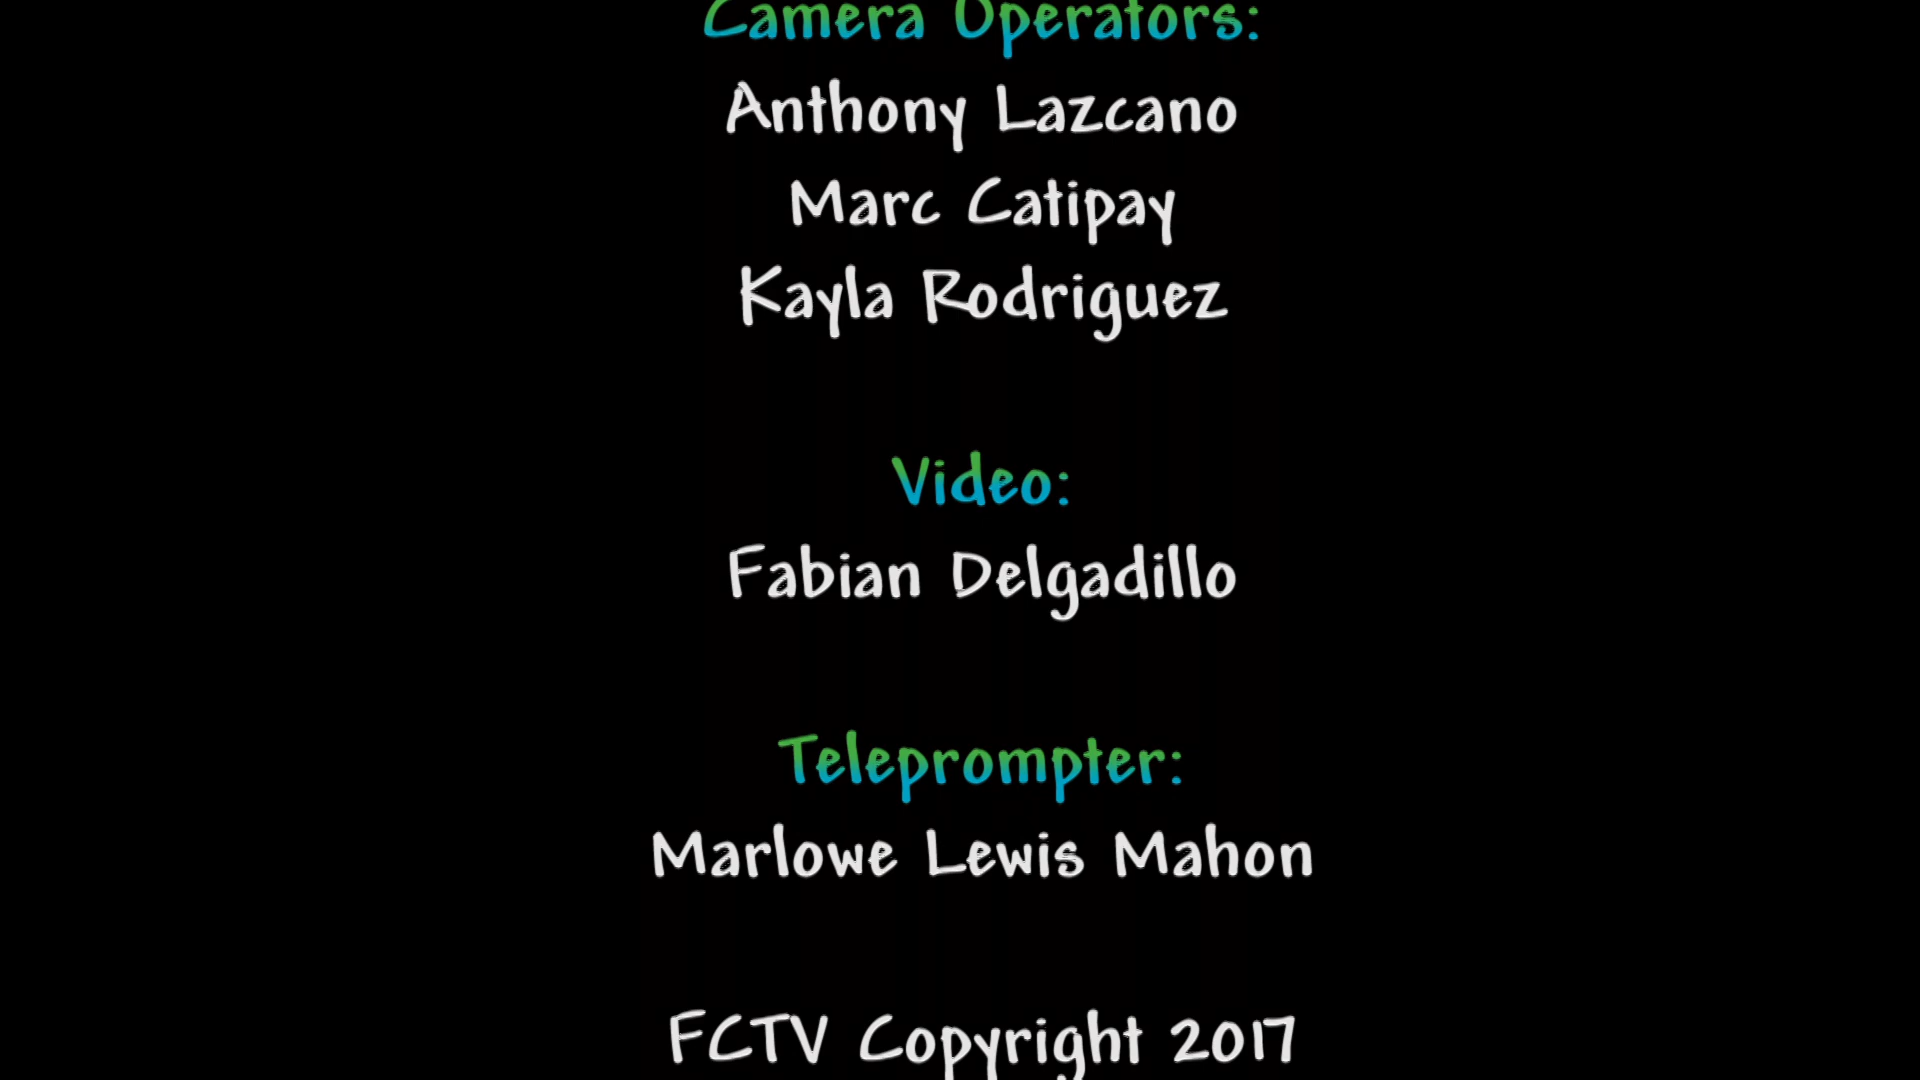 Camera Operators:
Anthony Lazcano
Marc Catipay
Kayla Rodriguez
Video:
Fabian Delgadillo
Teleprompter:
Marlowe Lewis Mahon
FCTV Copyright 2017